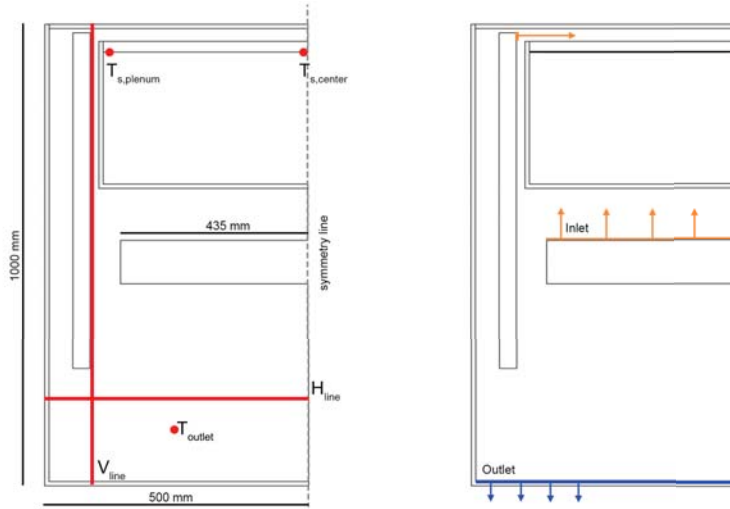 T s,plenum
T s,center
435 mm
symmetry line
1000 mm
H line
T outlet
V line
500 mm
Inlet
Outlet